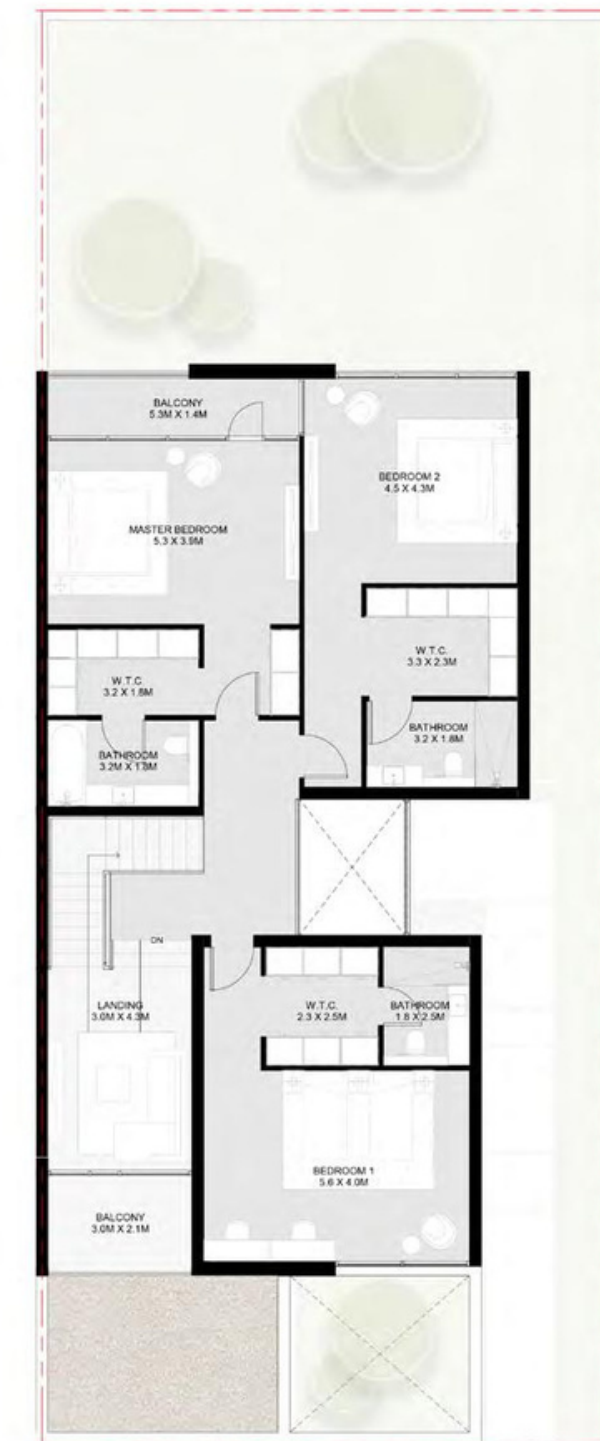 BALCONY
5.3M X 1.4M
BEDROOM 2
4.5 X 4.3M
MASTER BEDROOM
5.3 X 3.9M
W.T.C.
3.3 X 2.3M
W.T.C.
3.2 X 1.8M
BATHROOM
3.2 X 1.8M
BATHROOM
3.2M X 1.8M
DN
LANDING
3.0M X 4.3M
W.T.C.
2.3 X 2.5M
BATHROOM
1.8 X 2.5M
BEDROOM 1
5.6 X 4.0M
BALCONY
3.0M X 2.1M